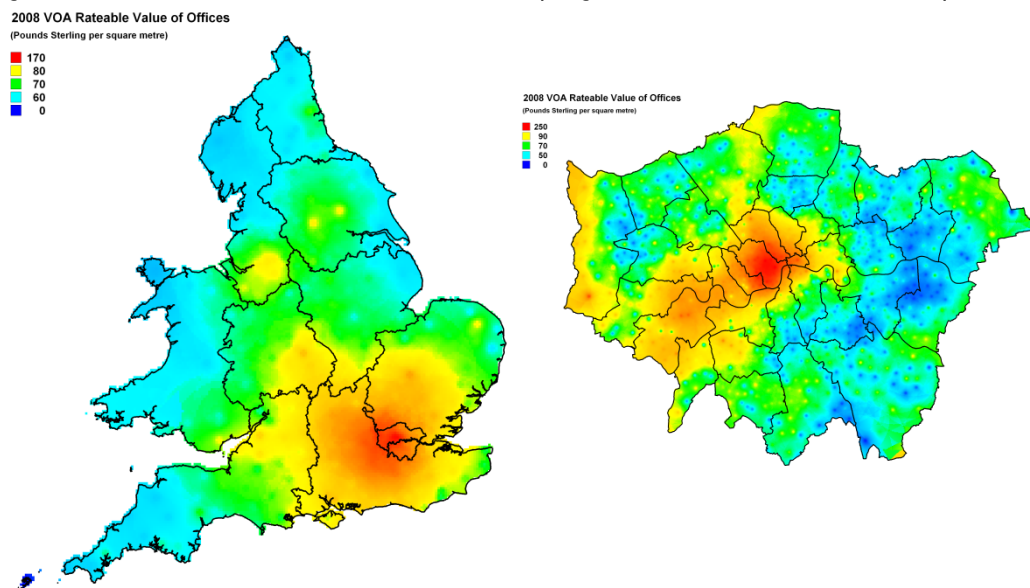 2008 VOA Rateable Value of Offices
(Pounds Sterling per square metre)
170
80
70
60
0
2008 VOA Rateable Value of Offices
(Pounds Sterling per square metre)
250
90
70
50
0